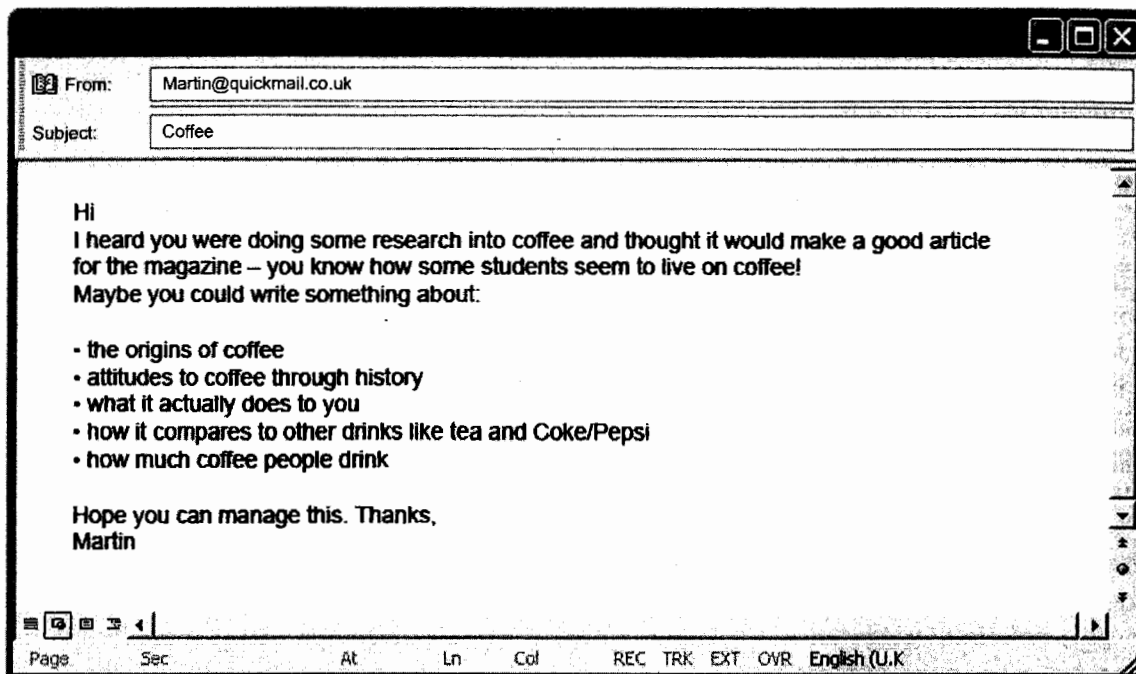 From: Martin@quickmail.co.uk
Subject: Coffee
Hi
I heard you were doing some research into coffee and thought it would make a good article
for the magazine – you know how some students seem to live on coffee!
Maybe you could write something about:
• the origins of coffee
• attitudes to coffee through history
• what it actually does to you
• how it compares to other drinks like tea and Coke/Pepsi
• how much coffee people drink
Hope you can manage this. Thanks,
Martin
Page Sec At Ln Col REC TRK EXT OVR English (U.K